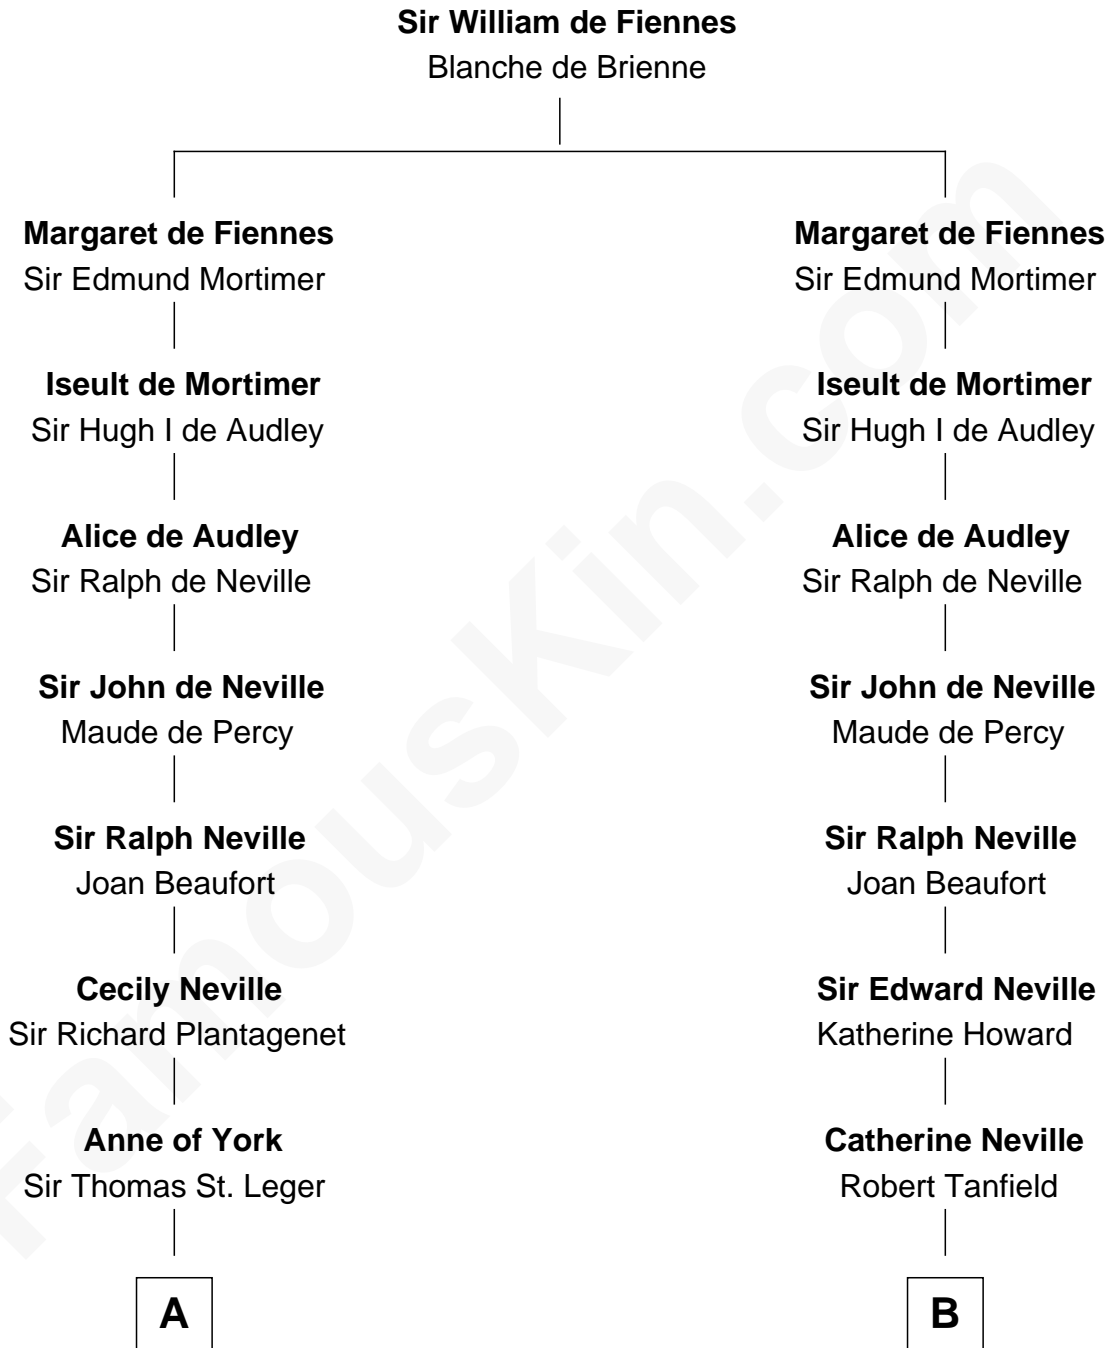 Sir William de Fiennes
Blanche de Brienne
Margaret de Fiennes
Sir Edmund Mortimer
Margaret de Fiennes
Sir Edmund Mortimer
Iseult de Mortimer
Sir Hugh I de Audley
Iseult de Mortimer
Sir Hugh I de Audley
Alice de Audley
Sir Ralph de Neville
Alice de Audley
Sir Ralph de Neville
Sir John de Neville
Maude de Percy
Sir John de Neville
Maude de Percy
Sir Ralph Neville
Joan Beaufort
Sir Ralph Neville
Joan Beaufort
Cecily Neville
Sir Richard Plantagenet
Sir Edward Neville
Katherine Howard
Anne of York
Sir Thomas St. Leger
Catherine Neville
Robert Tanfield
A
B
FamousKin.com